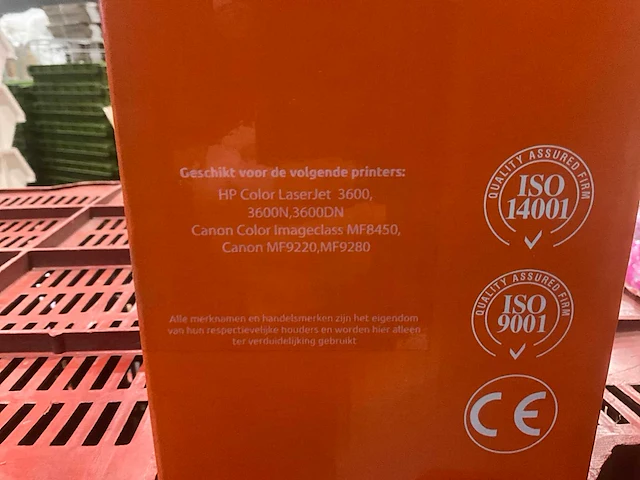 Geschikt voor de volgende printers:
HP Color LaserJet 3600,
3600N,3600DN
Canon Color Imageclass MF8450,
Canon MF9220,MF9280
Alle merknamen en handelsmerken zijn het eigendom
van hun respectievelijke houders en worden hier alleen
ter verduidelijking gebruikt
QUALITY ASSURED FIRM
ISO
14001
QUALITY ASSURED FIRM
ISO
9001
CE